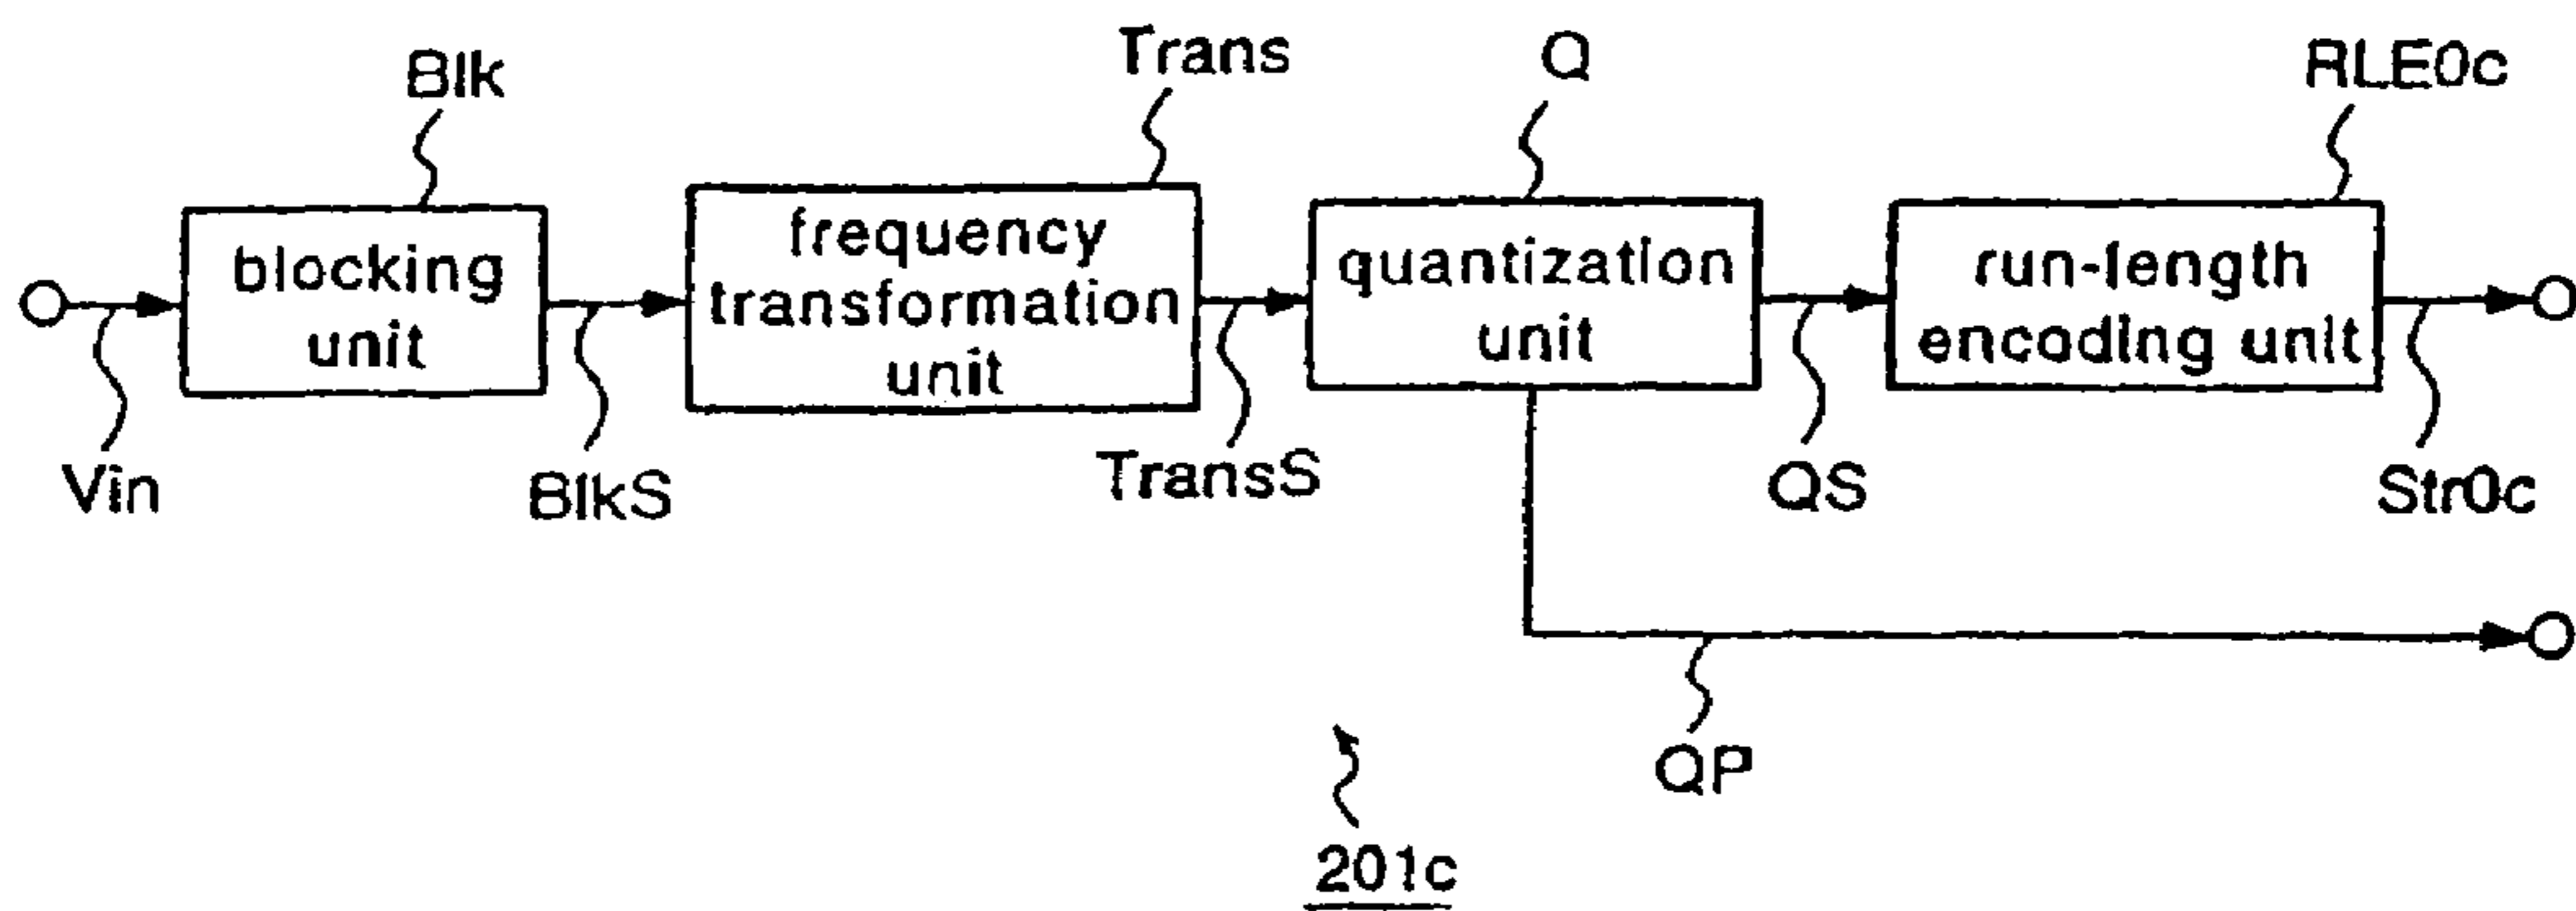 Blk
Trans
Q
RLE0c
blocking
unit
frequency
transformation
unit
quantization
unit
run-length
encoding unit
Vin
BlkS
TransS
QS
Str0c
QP
201c